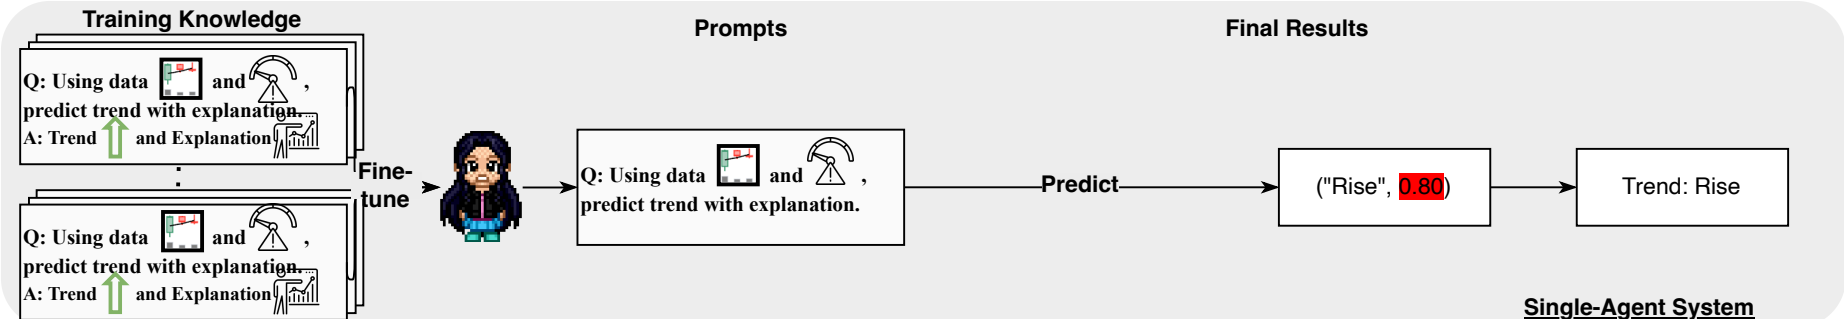 Training Knowledge
Prompts
Final Results
Q: Using data and ,
predict trend with explanation.
A: Trend and Explanation
Fine-
tune
Q: Using data and ,
predict trend with explanation.
A: Trend and Explanation
Q: Using data and ,
predict trend with explanation.
Predict
("Rise", 0.80)
Trend: Rise
Single-Agent System